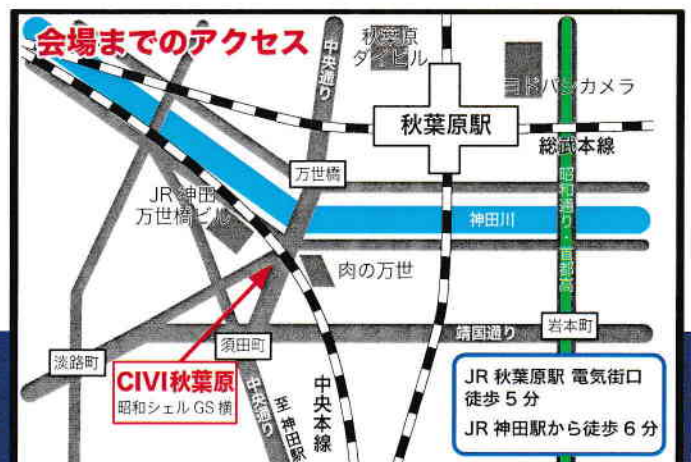 会場までのアクセス
秋葉原
ダイビル
中央通り
ヨドバシカメラ
秋葉原駅
総武本線
万世橋
昭和通り・首都高
JR 神田
万世橋ビル
神田川
肉の万世
靖国通り
岩本町
須田町
淡路町
CIVI秋葉原
昭和シェル GS 横
中央通り
至 神田駅
中央本線
JR 秋葉原駅 電気街口
徒歩 5 分
JR 神田駅から徒歩 6 分